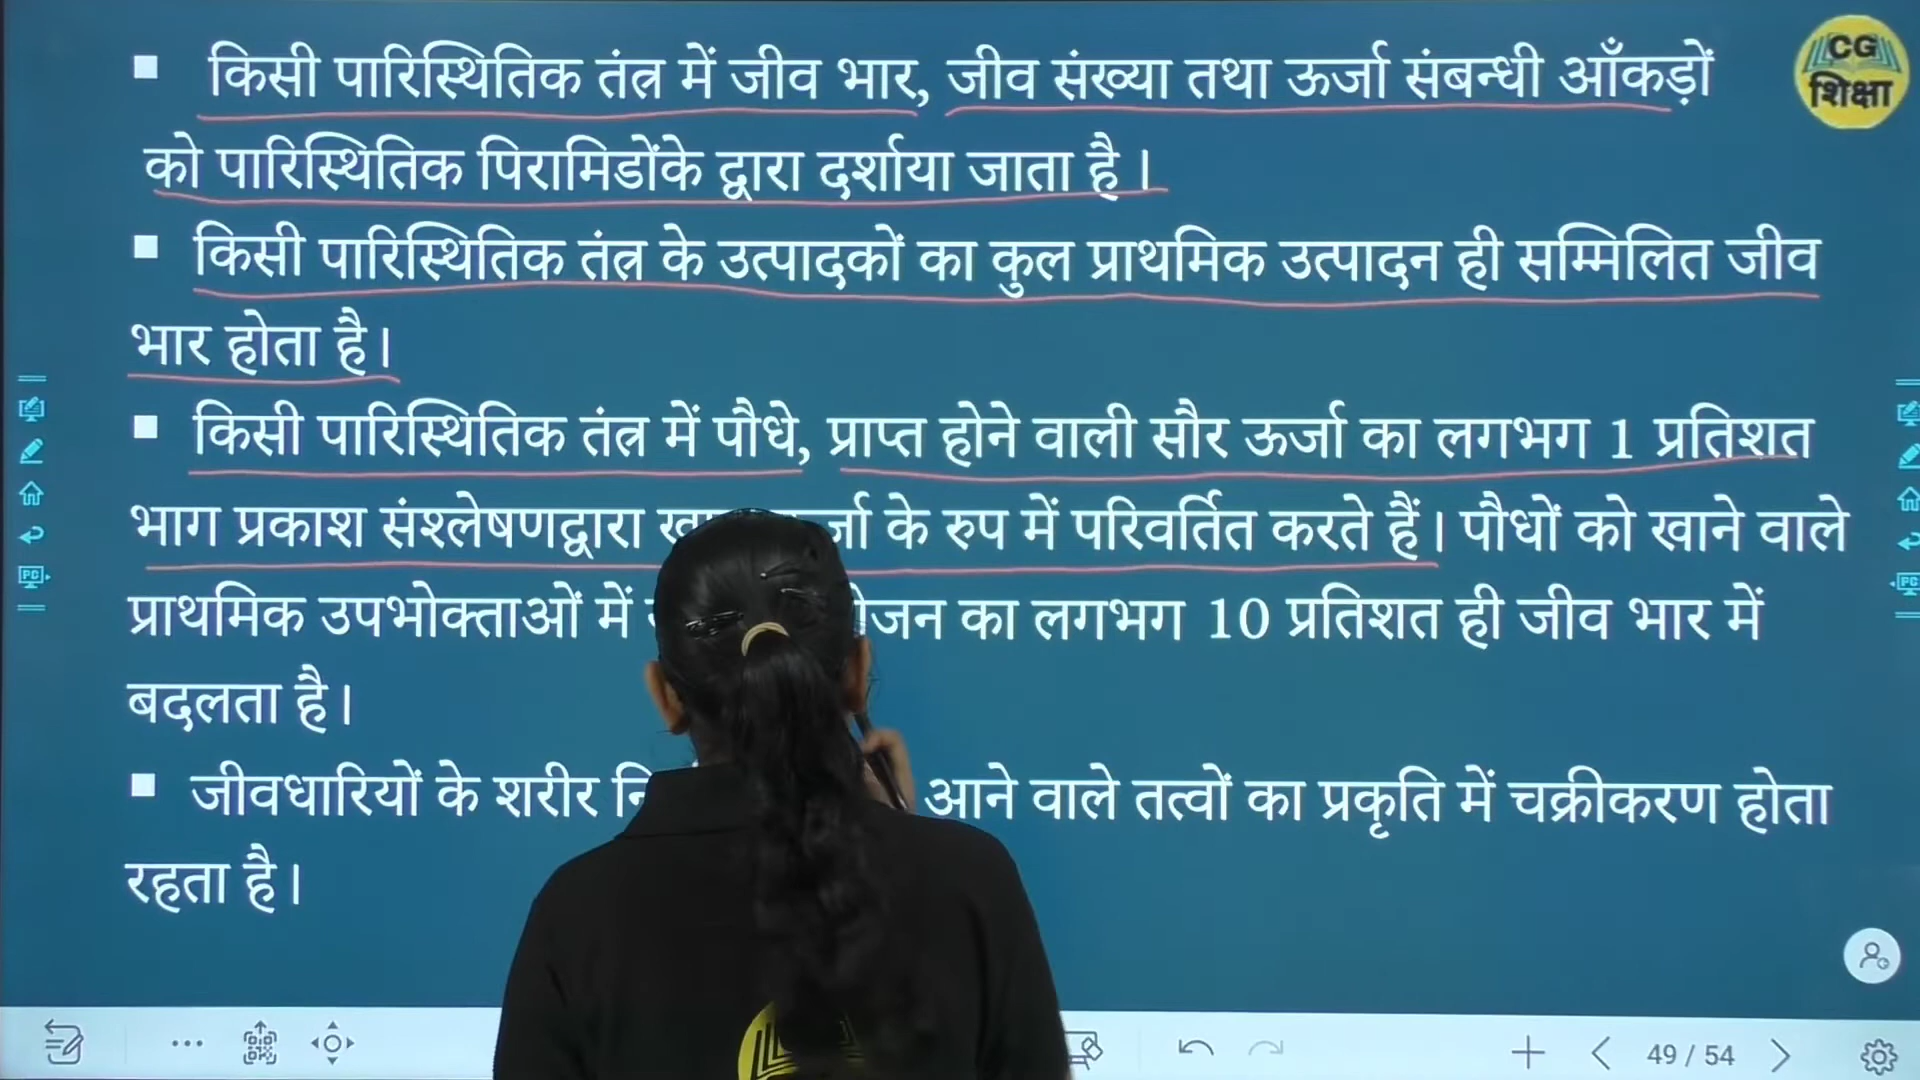 ▪ किसी पारिस्थितिक तंत्र में जीव भार, जीव संख्या तथा ऊर्जा संबन्धी आँकड़ों
को पारिस्थितिक पिरामिडोंके द्वारा दर्शाया जाता है।
▪ किसी पारिस्थितिक तंत्र के उत्पादकों का कुल प्राथमिक उत्पादन ही सम्मिलित जीव
भार होता है।
▪ किसी पारिस्थितिक तंत्र में पौधे, प्राप्त होने वाली सौर ऊर्जा का लगभग 1 प्रतिशत
भाग प्रकाश संश्लेषणद्वारा के रुप में परिवर्तित करते हैं। पौधों को खाने वाले
प्राथमिक उपभोक्ताओं में का लगभग 10 प्रतिशत ही जीव भार में
बदलता है।
▪ जीवधारियों के शरीर आने वाले तत्वों का प्रकृति में चक्रीकरण होता
रहता है।
CG
शिक्षा
PC
PC
49 / 54